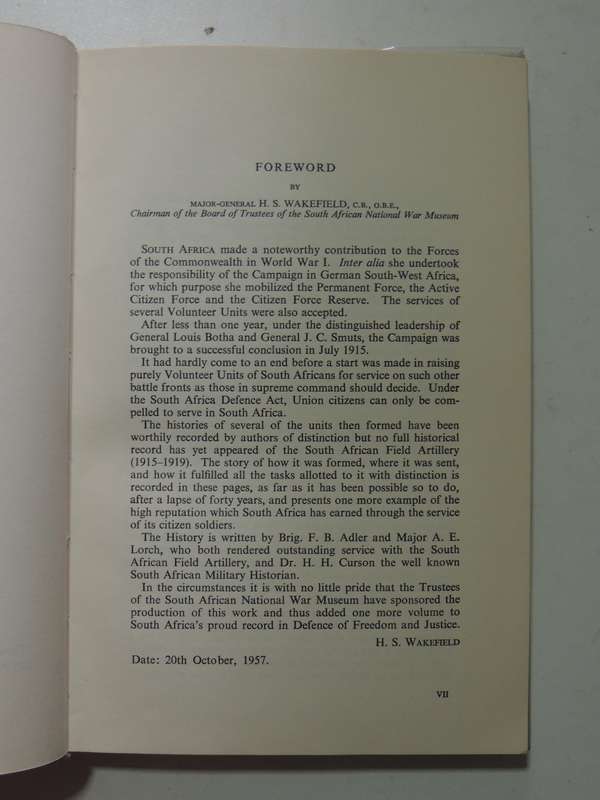 FOREWORD
BY
MAJOR-GENERAL H. S. WAKEFIELD, C.B., O.B.E.,
Chairman of the Board of Trustees of the South African National War Museum
SOUTH AFRICA made a noteworthy contribution to the Forces
of the Commonwealth in World War I. Inter alia she undertook
the responsibility of the Campaign in German South-West Africa,
for which purpose she mobilized the Permanent Force, the Active
Citizen Force and the Citizen Force Reserve. The services of
several Volunteer Units were also accepted.
After less than one year, under the distinguished leadership of
General Louis Botha and General J. C. Smuts, the Campaign was
brought to a successful conclusion in July 1915.
It had hardly come to an end before a start was made in raising
purely Volunteer Units of South Africans for service on such other
battle fronts as those in supreme command should decide. Under
the South Africa Defence Act, Union citizens can only be com-
pelled to serve in South Africa.
The histories of several of the units then formed have been
worthily recorded by authors of distinction but no full historical
record has yet appeared of the South African Field Artillery
(1915–1919). The story of how it was formed, where it was sent,
and how it fulfilled all the tasks allotted to it with distinction is
recorded in these pages, as far as it has been possible so to do,
after a lapse of forty years, and presents one more example of the
high reputation which South Africa has earned through the service
of its citizen soldiers.
The History is written by Brig. F. B. Adler and Major A. E.
Lorch, who both rendered outstanding service with the South
African Field Artillery, and Dr. H. H. Curson the well known
South African Military Historian.
In the circumstances it is with no little pride that the Trustees
of the South African National War Museum have sponsored the
production of this work and thus added one more volume to
South Africa's proud record in Defence of Freedom and Justice.
H. S. WAKEFIELD
Date: 20th October, 1957.
VII